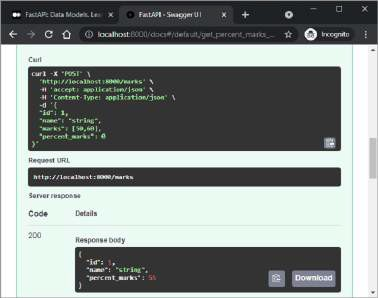 FastAPI: Data Models. Lea
FastAPI - Swagger UI
localhost:8000/docs#/default/get_percent_marks_
Incognito
Curl
curl -X 'POST' \
'http://localhost:8000/marks' \
-H 'accept: application/json' \
-H 'Content-Type: application/json' \
-d '{
"id": 1,
"name": "string",
"marks": [50,60],
"percent_marks": 0
}'
Request URL
http://localhost:8000/marks
Server response
Code Details
200
Response body
{
"id": 1,
"name": "string",
"percent_marks": 55
}
Download